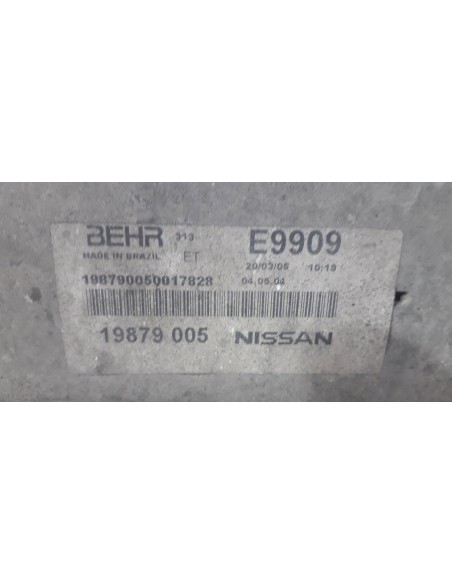 BEHR 313 E9909
MADE IN BRAZIL ET 20/03/06 10:19
198790050017828 04.05.04
19879 005 NISSAN